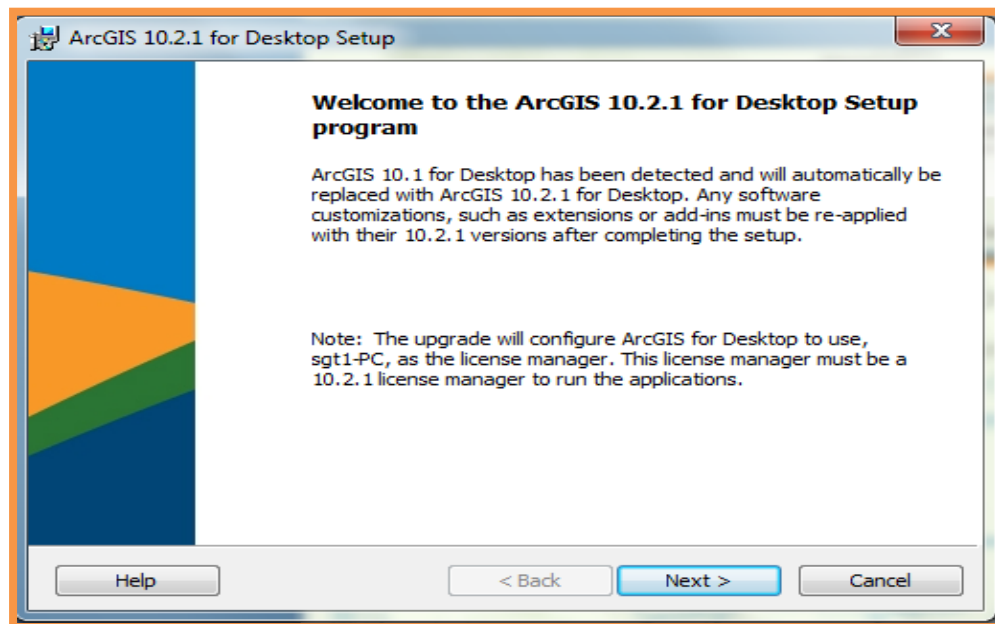 ArcGIS 10.2.1 for Desktop Setup
Welcome to the ArcGIS 10.2.1 for Desktop Setup
program
ArcGIS 10.1 for Desktop has been detected and will automatically be
replaced with ArcGIS 10.2.1 for Desktop. Any software
customizations, such as extensions or add-ins must be re-applied
with their 10.2.1 versions after completing the setup.
Note: The upgrade will configure ArcGIS for Desktop to use,
sgt1-PC, as the license manager. This license manager must be a
10.2.1 license manager to run the applications.
Help < Back Next > Cancel